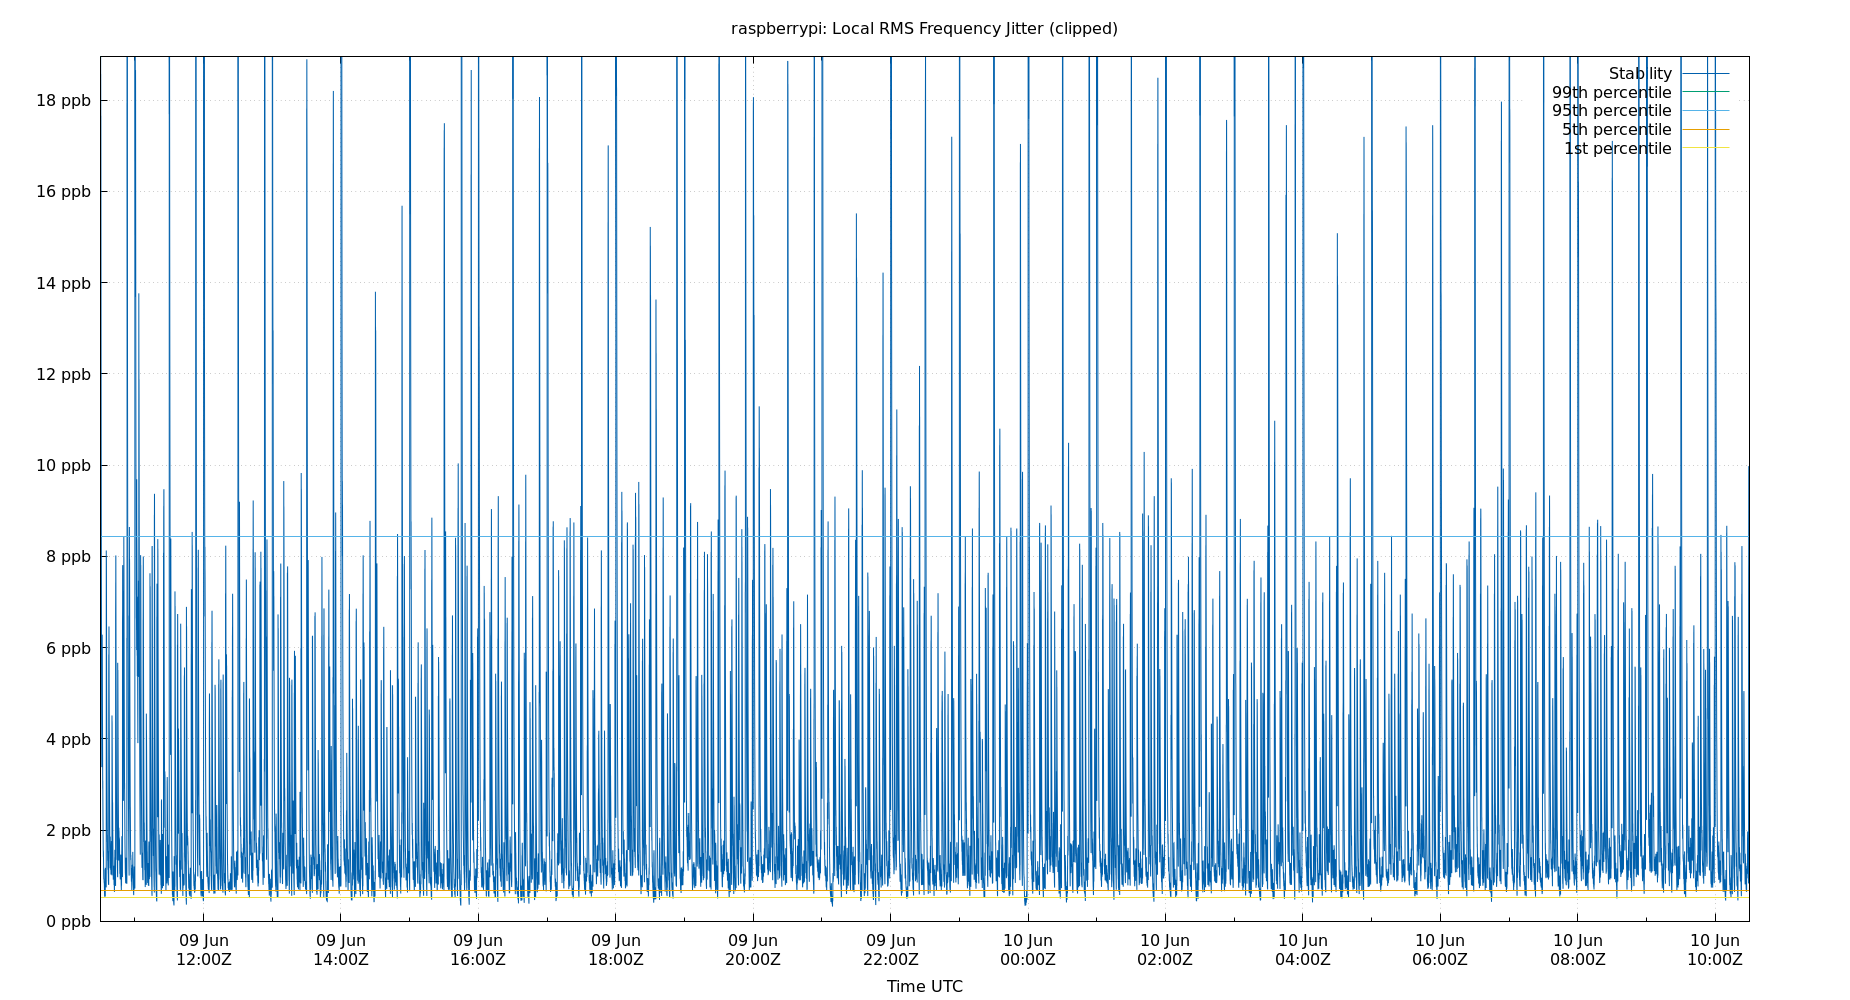 raspberrypi: Local RMS Frequency Jitter (clipped)
Stability
99th percentile
95th percentile
5th percentile
1st percentile
18 ppb
16 ppb
14 ppb
12 ppb
10 ppb
8 ppb
6 ppb
4 ppb
2 ppb
0 ppb
09 Jun 09 Jun 09 Jun 09 Jun 09 Jun 09 Jun 10 Jun 10 Jun 10 Jun 10 Jun 10 Jun 10 Jun
12:00Z 14:00Z 16:00Z 18:00Z 20:00Z 22:00Z 00:00Z 02:00Z 04:00Z 06:00Z 08:00Z 10:00Z
Time UTC